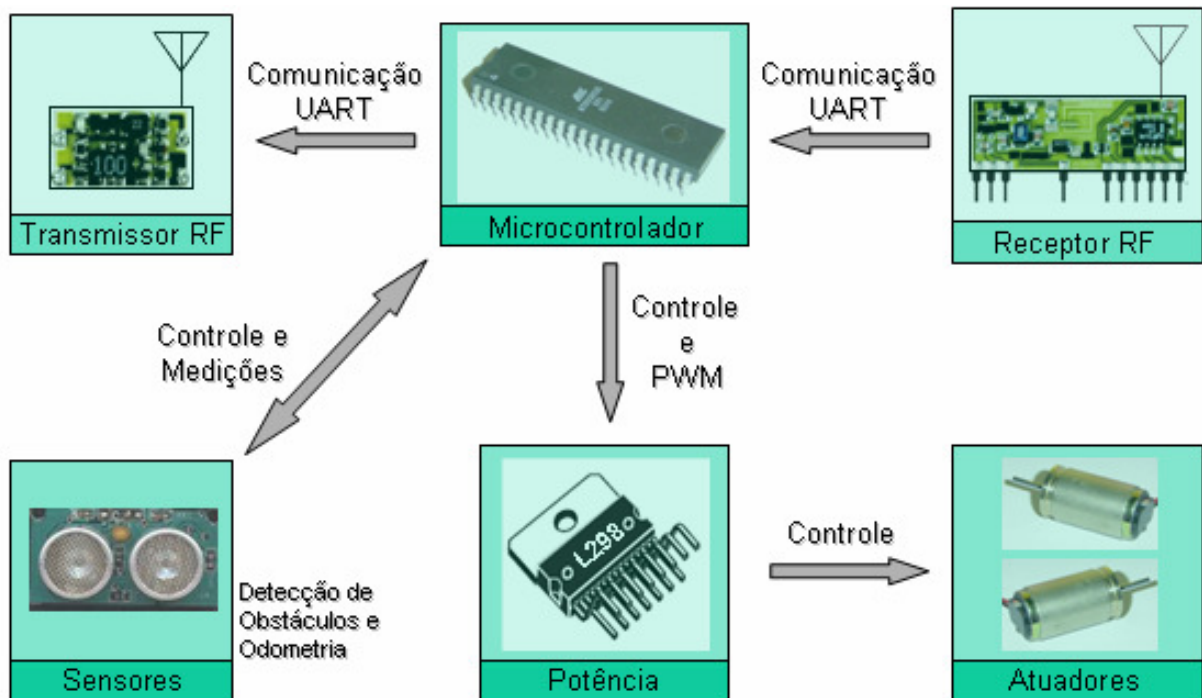 Comunicação
UART
Comunicação
UART
100
Transmissor RF
Microcontrolador
Receptor RF
Controle e
Medições
Controle
e
PWM
L298
Controle
Detecção de
Obstáculos e
Odometria
Sensores
Potência
Atuadores